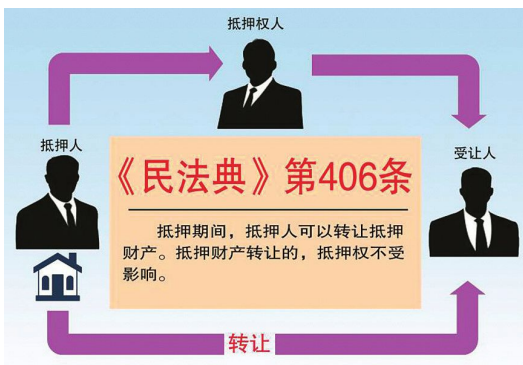 抵押权人
抵押人
受让人
《民法典》第406条
抵押期间，抵押人可以转让抵押
财产。抵押财产转让的，抵押权不受
影响。
转让